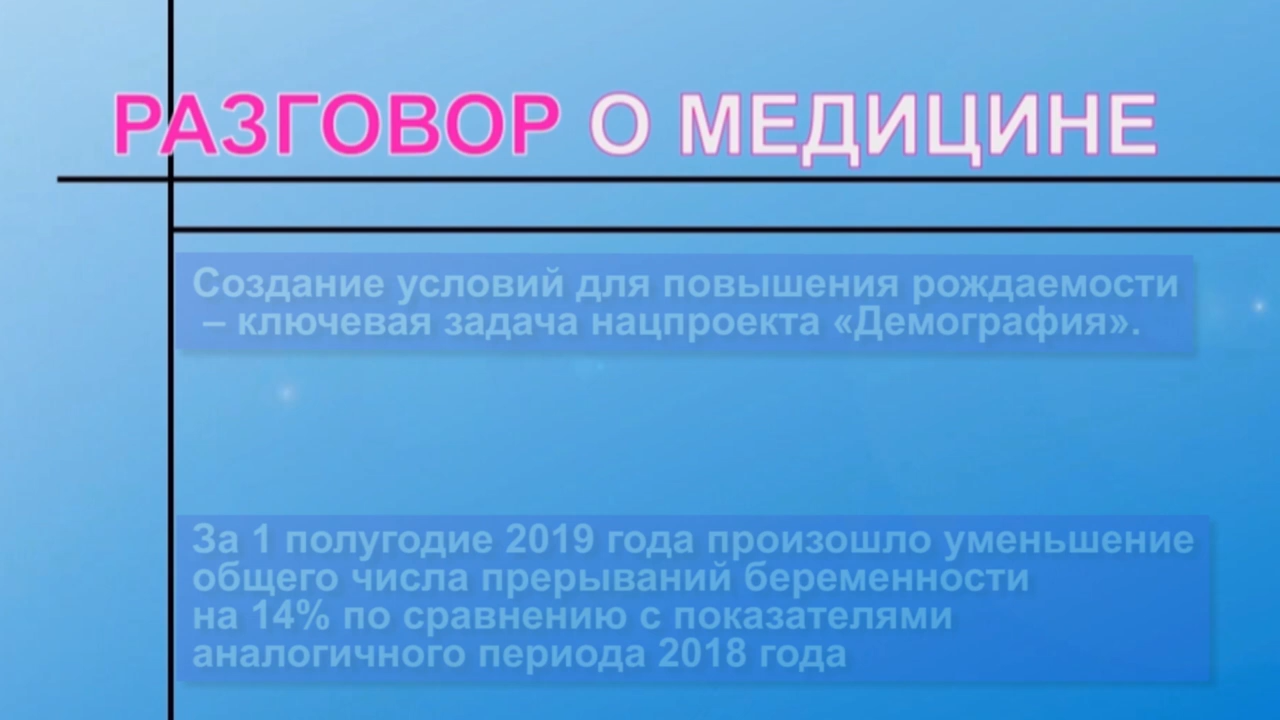 РАЗГОВОР О МЕДИЦИНЕ
Создание условий для повышения рождаемости
– ключевая задача нацпроекта «Демография».
За 1 полугодие 2019 года произошло уменьшение
общего числа прерываний беременности
на 14% по сравнению с показателями
аналогичного периода 2018 года